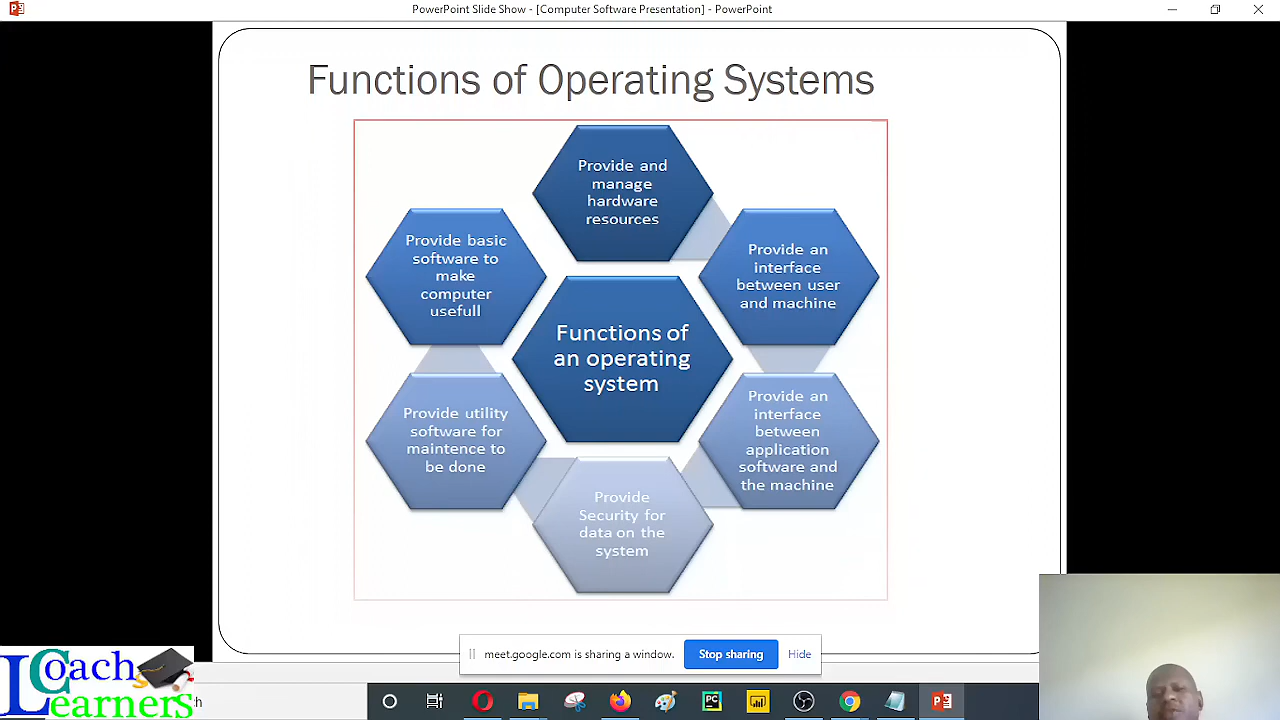 PowerPoint Slide Show - [Computer Software Presentation] - PowerPoint
Functions of Operating Systems
Provide and
manage
hardware
resources
Provide an
interface
between user
and machine
Provide an
interface
between
application
software and
the machine
Provide
Security for
data on the
system
Provide utility
software for
maintence to
be done
Provide basic
software to
make
computer
usefull
Functions of
an operating
system
meet.google.com is sharing a window.
Stop sharing
Hide
Coach
Learners
ch
PC